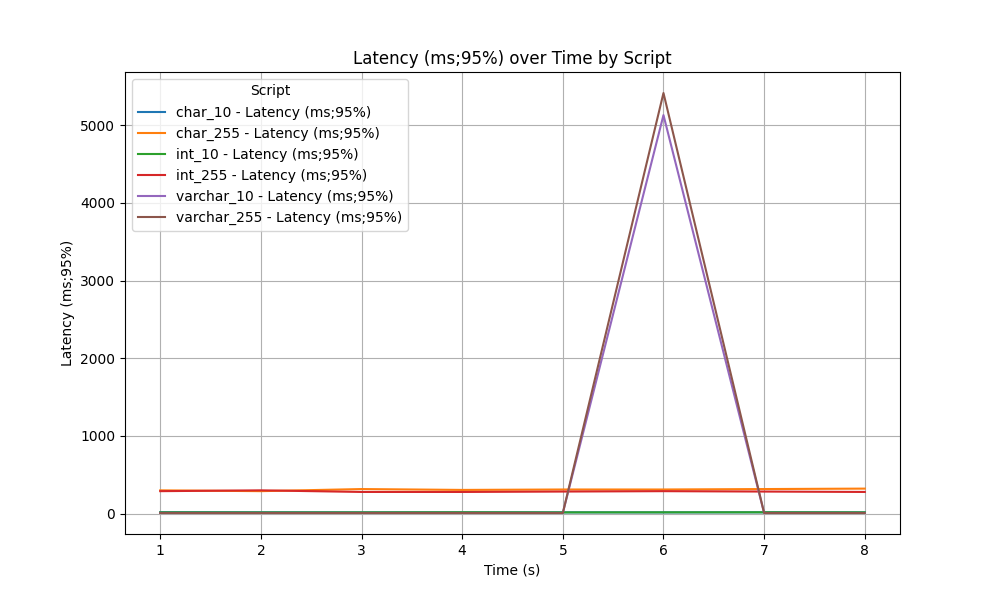 Latency (ms;95%) over Time by Script
Script
char_10 - Latency (ms;95%)
char_255 - Latency (ms;95%)
int_10 - Latency (ms;95%)
int_255 - Latency (ms;95%)
varchar_10 - Latency (ms;95%)
varchar_255 - Latency (ms;95%)
Latency (ms;95%)
5000
4000
3000
2000
1000
0
1 2 3 4 5 6 7 8
Time (s)